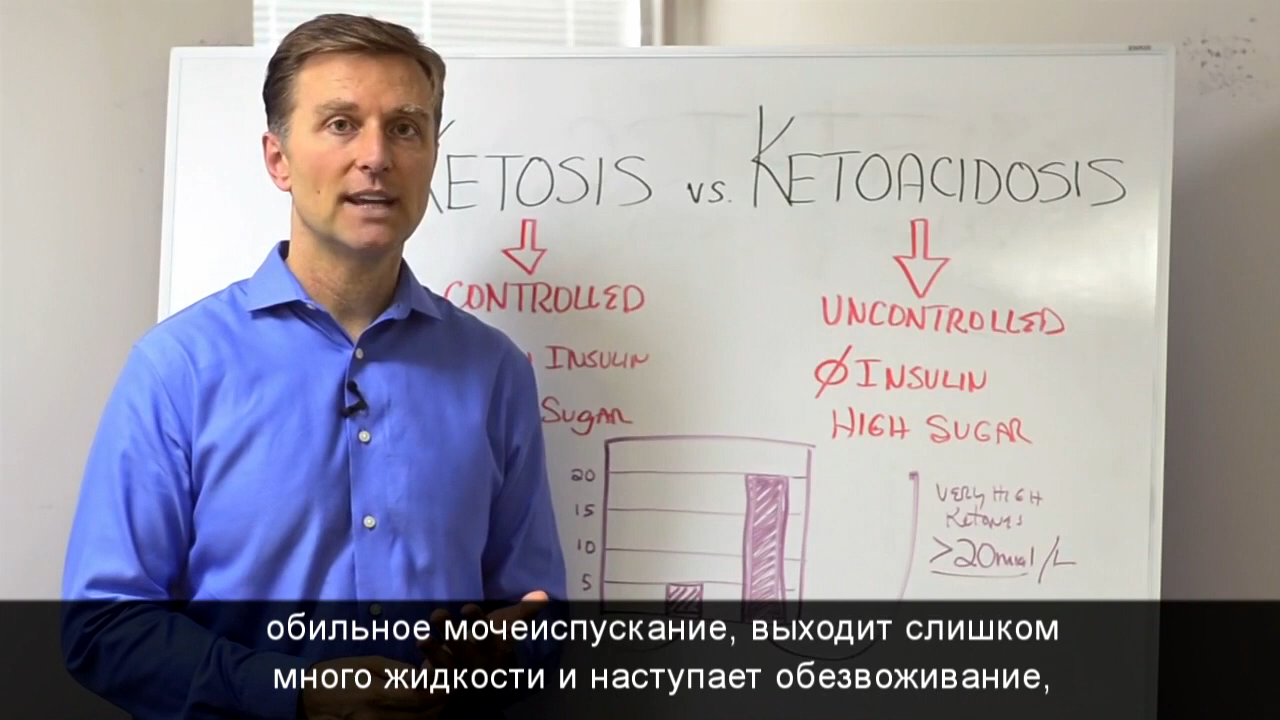 KETOSIS vs. KETOACIDOSIS
CONTROLLED
UNCONTROLLED
INSULIN
Ø INSULIN
SUGAR
HIGH SUGAR
20
15
10
5
VERY HIGH
KETONES
>20mmol/L
обильное мочеиспускание, выходит слишком
много жидкости и наступает обезвоживание,